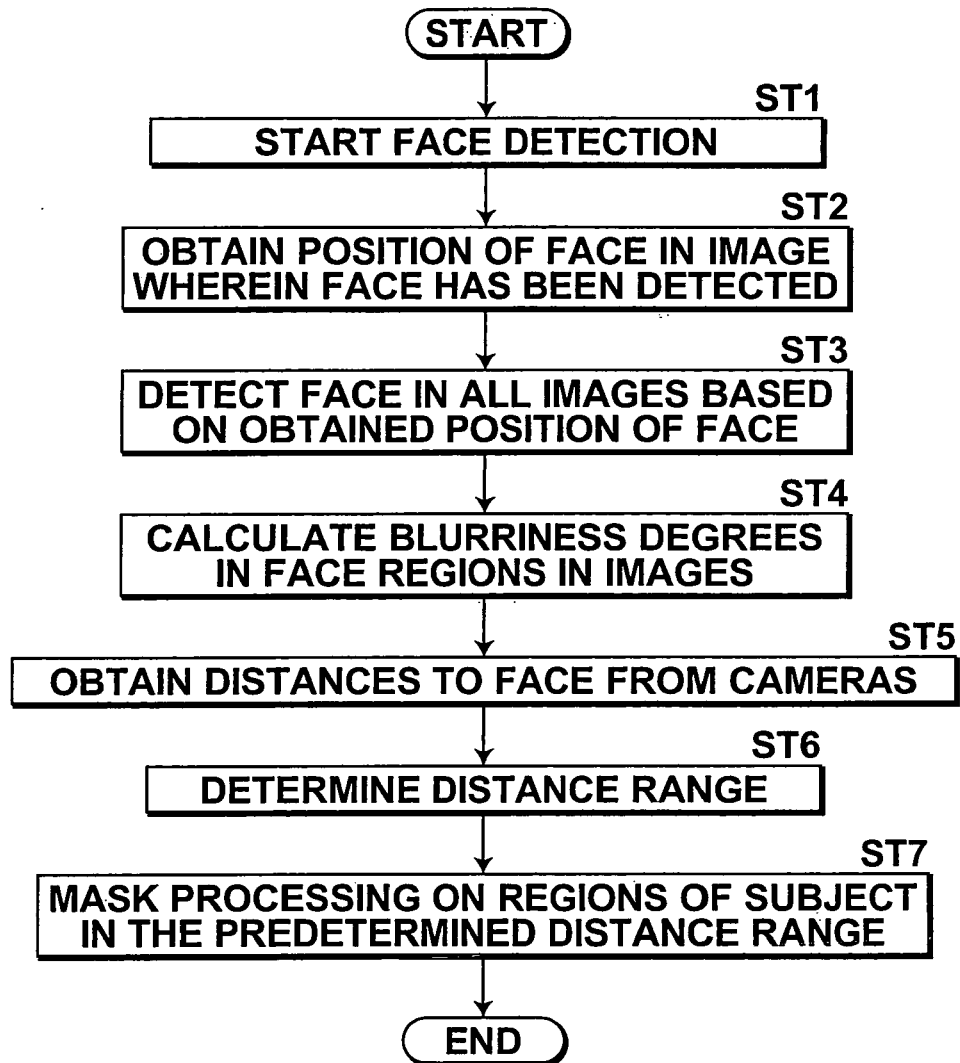 START
ST1
START FACE DETECTION
ST2
OBTAIN POSITION OF FACE IN IMAGE
WHEREIN FACE HAS BEEN DETECTED
ST3
DETECT FACE IN ALL IMAGES BASED
ON OBTAINED POSITION OF FACE
ST4
CALCULATE BLURRINESS DEGREES
IN FACE REGIONS IN IMAGES
ST5
OBTAIN DISTANCES TO FACE FROM CAMERAS
ST6
DETERMINE DISTANCE RANGE
ST7
MASK PROCESSING ON REGIONS OF SUBJECT
IN THE PREDETERMINED DISTANCE RANGE
END